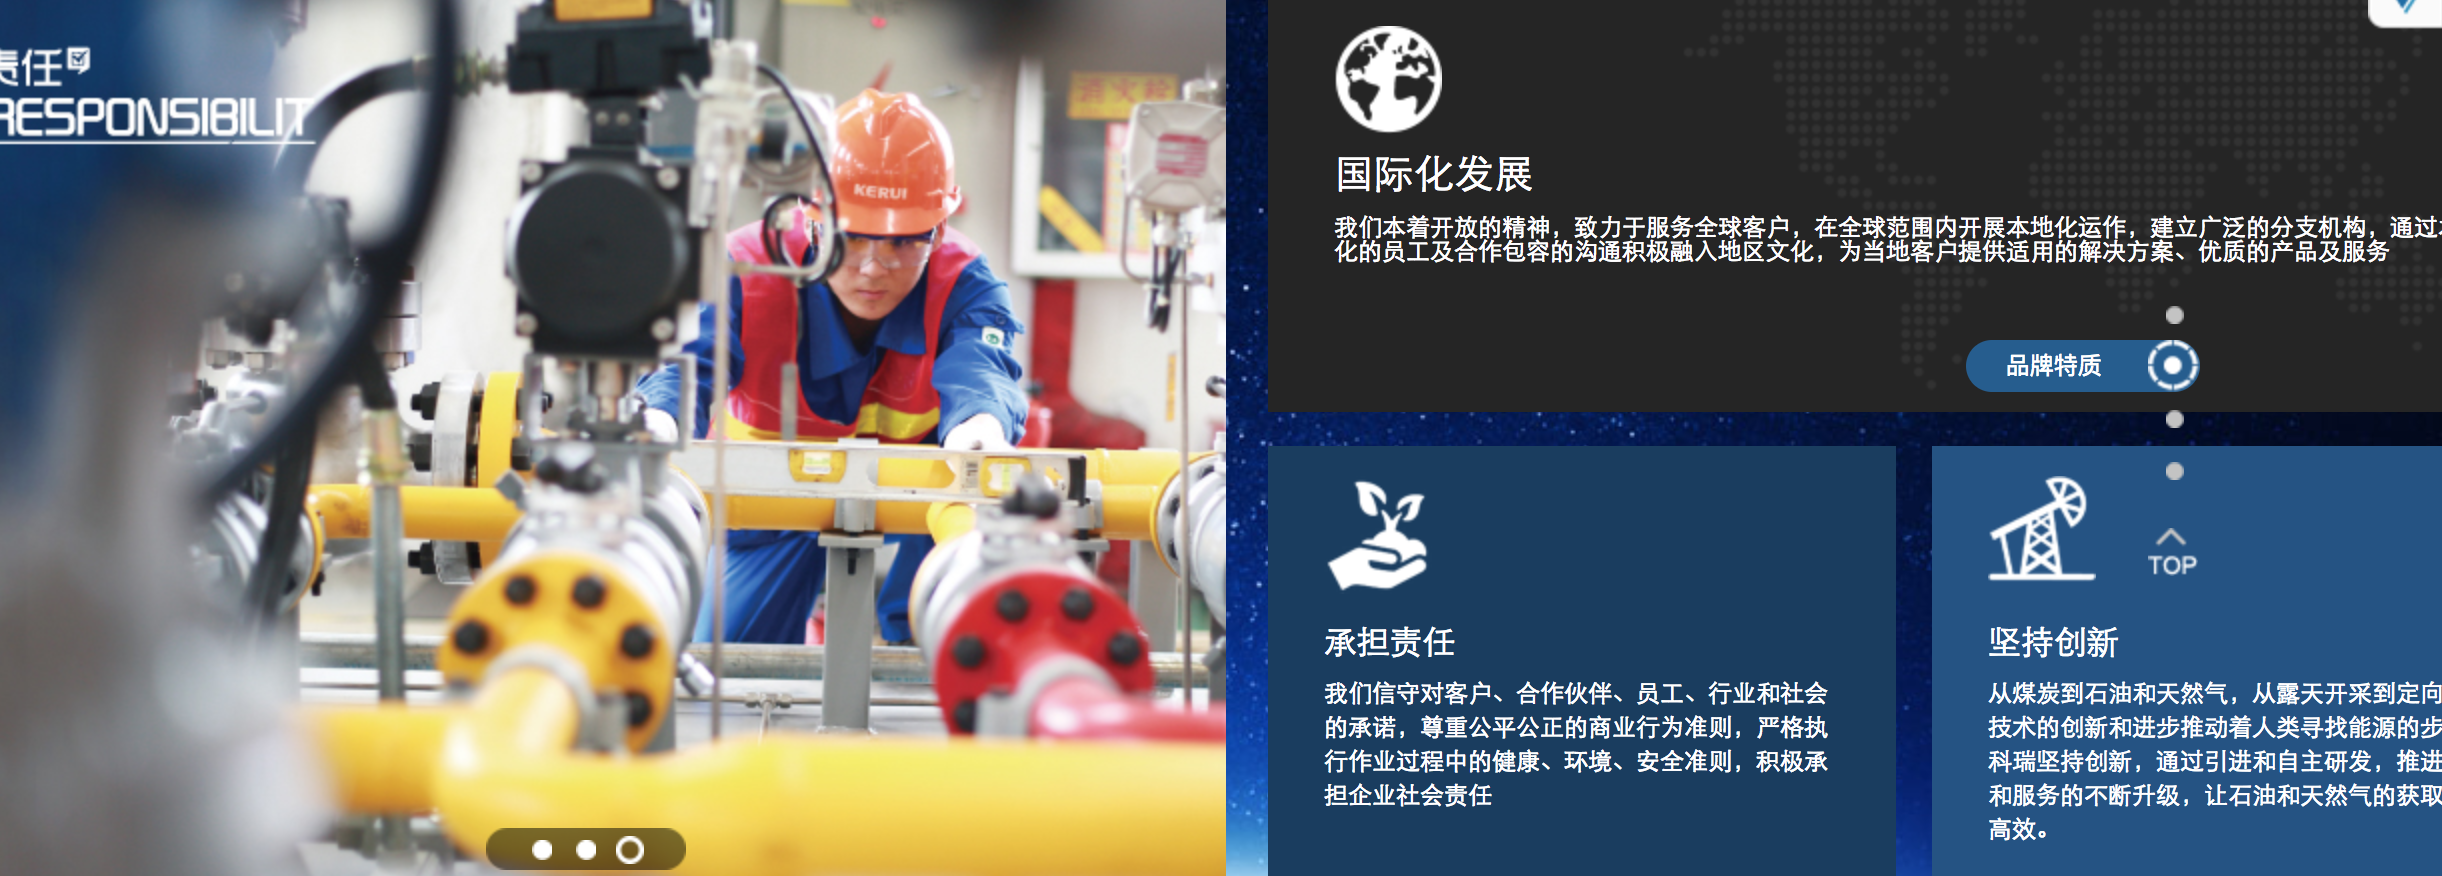 责任
RESPONSIBILIT
KERUI
国际化发展
我们本着开放的精神，致力于服务全球客户，在全球范围内开展本地化运作，建立广泛的分支机构，通过
化的员工及合作包容的沟通积极融入地区文化，为当地客户提供适用的解决方案、优质的产品及服务
品牌特质
TOP
承担责任
我们信守对客户、合作伙伴、员工、行业和社会
的承诺，尊重公平公正的商业行为准则，严格执
行作业过程中的健康、环境、安全准则，积极承
担企业社会责任
坚持创新
从煤炭到石油和天然气，从露天开采到定向
技术的创新和进步推动着人类寻找能源的步
科瑞坚持创新，通过引进和自主研发，推进
和服务的不断升级，让石油和天然气的获取
高效。